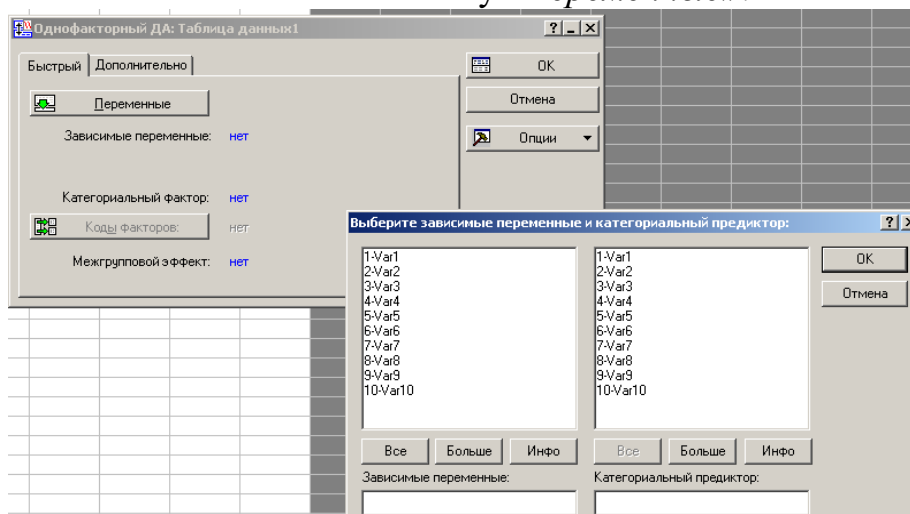 Однофакторный ДА: Таблица данных1
Быстрый Дополнительно
OK
Переменные
Отмена
Зависимые переменные: нет
Опции
Категориальный фактор: нет
Коды факторов: нет
Межгрупповой эффект: нет
Выберите зависимые переменные и категориальный предиктор:
1-Var1
2-Var2
3-Var3
4-Var4
5-Var5
6-Var6
7-Var7
8-Var8
9-Var9
10-Var10
1-Var1
2-Var2
3-Var3
4-Var4
5-Var5
6-Var6
7-Var7
8-Var8
9-Var9
10-Var10
OK
Отмена
Все Больше Инфо
Все Больше Инфо
Зависимые переменные:
Категориальный предиктор: